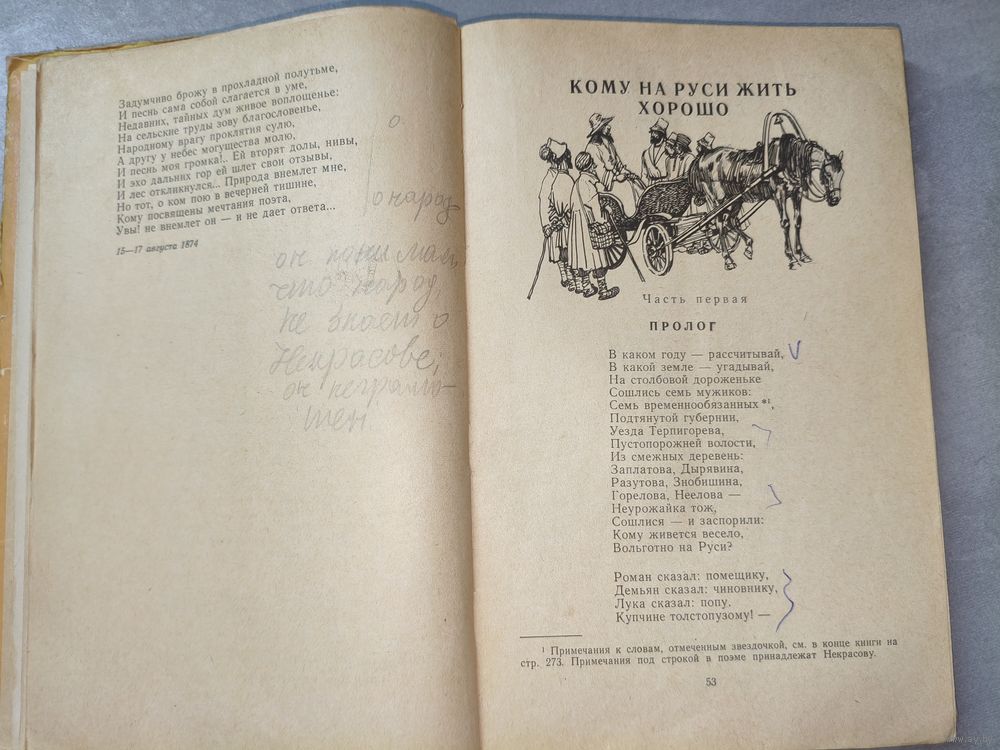 Задумчиво брожу в прохладной полутьме,
И песнь сама собой слагается в уме,
Недавних, тайных дум живое воплощенье:
На сельские труды зову благословенье,
Народному врагу проклятия сулю,
А другу у небес могущества молю,
И песнь моя громка!.. Ей вторят долы, нивы,
И эхо дальних гор ей шлет свои отзывы,
И лес откликнулся... Природа внемлет мне,
Но тот, о ком пою в вечерней тишине,
Кому посвящены мечтания поэта,
Увы! не внемлет он — и не дает ответа...
15—17 августа 1874
о
о народ
он понимал,
что народ
не знает о
Некрасове,
он неграмо-
тен
КОМУ НА РУСИ ЖИТЬ
ХОРОШО
Часть первая
ПРОЛОГ
В каком году — рассчитывай,
В какой земле — угадывай,
На столбовой дороженьке
Сошлись семь мужиков:
Семь временнообязанных *¹,
Подтянутой губернии,
Уезда Терпигорева,
Пустопорожней волости,
Из смежных деревень:
Заплатова, Дырявина,
Разутова, Знобишина,
Горелова, Неелова —
Неурожайка тож,
Сошлися — и заспорили:
Кому живется весело,
Вольготно на Руси?
Роман сказал: помещику,
Демьян сказал: чиновнику,
Лука сказал: попу.
Купчине толстопузому! —
¹ Примечания к словам, отмеченным звездочкой, см. в конце книги на
стр. 273. Примечания под строкой в поэме принадлежат Некрасову.
53